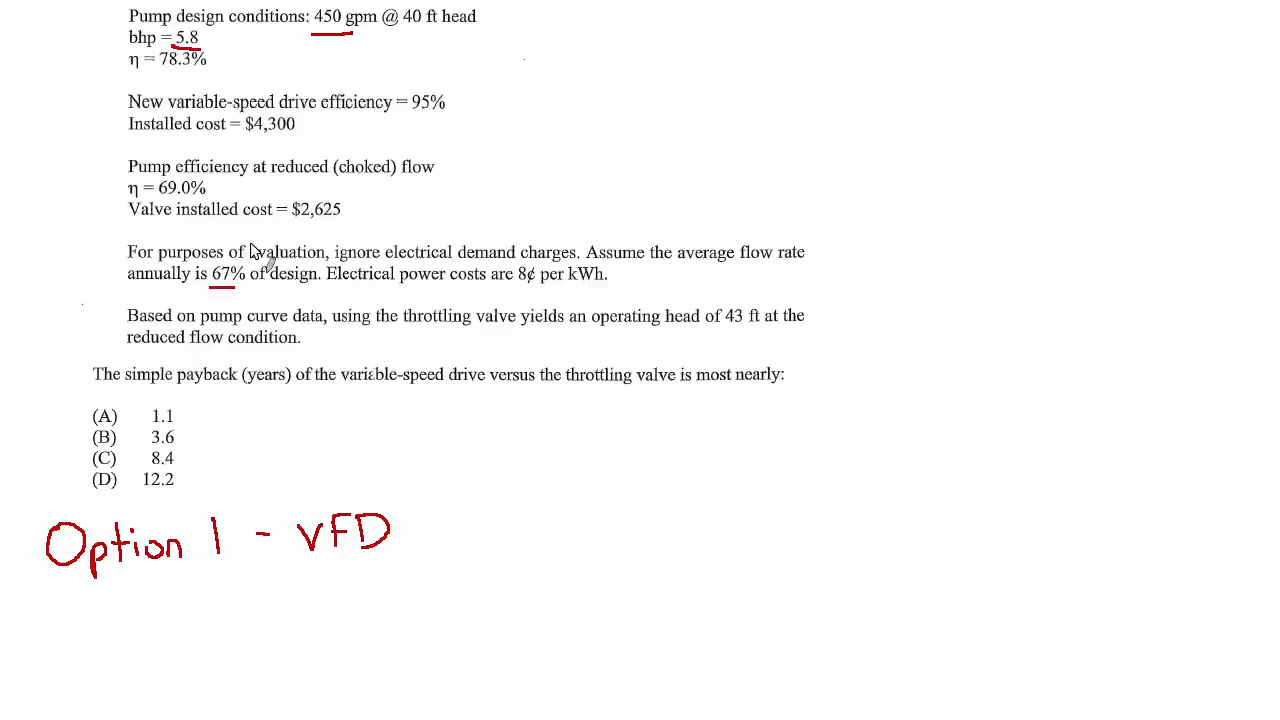 Pump design conditions: 450 gpm @ 40 ft head
bhp = 5.8
η = 78.3%
New variable-speed drive efficiency = 95%
Installed cost = $4,300
Pump efficiency at reduced (choked) flow
η = 69.0%
Valve installed cost = $2,625
For purposes of evaluation, ignore electrical demand charges. Assume the average flow rate
annually is 67% of design. Electrical power costs are 8¢ per kWh.
Based on pump curve data, using the throttling valve yields an operating head of 43 ft at the
reduced flow condition.
The simple payback (years) of the variable-speed drive versus the throttling valve is most nearly:
(A) 1.1
(B) 3.6
(C) 8.4
(D) 12.2
Option 1 - VFD